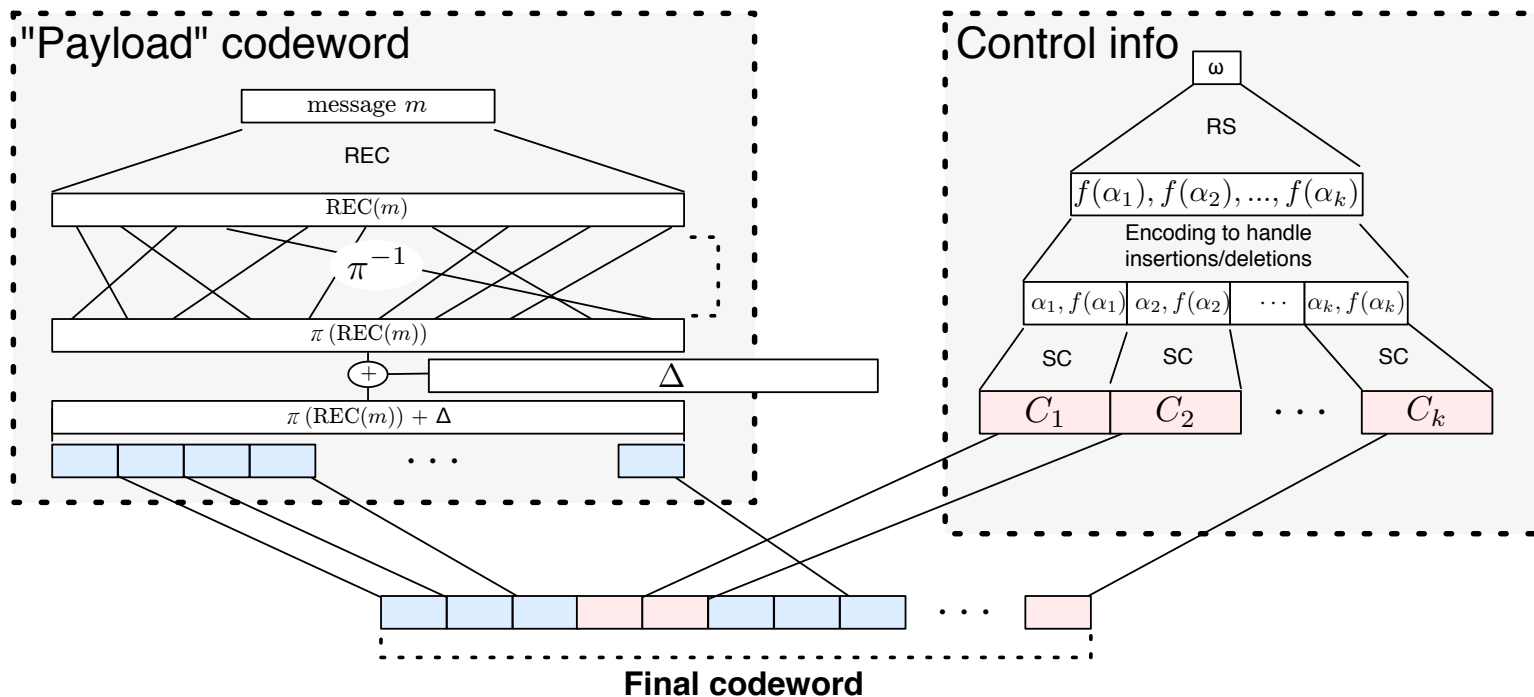 "Payload" codeword
message m
REC
REC(m)
π⁻¹
π (REC(m))
+
Δ
π (REC(m)) + Δ
· · ·
Control info
ω
RS
f(α₁), f(α₂), ..., f(αₖ)
Encoding to handle
insertions/deletions
α₁, f(α₁) α₂, f(α₂) · · · αₖ, f(αₖ)
SC SC SC
C₁ C₂ · · · Cₖ
· · ·
Final codeword